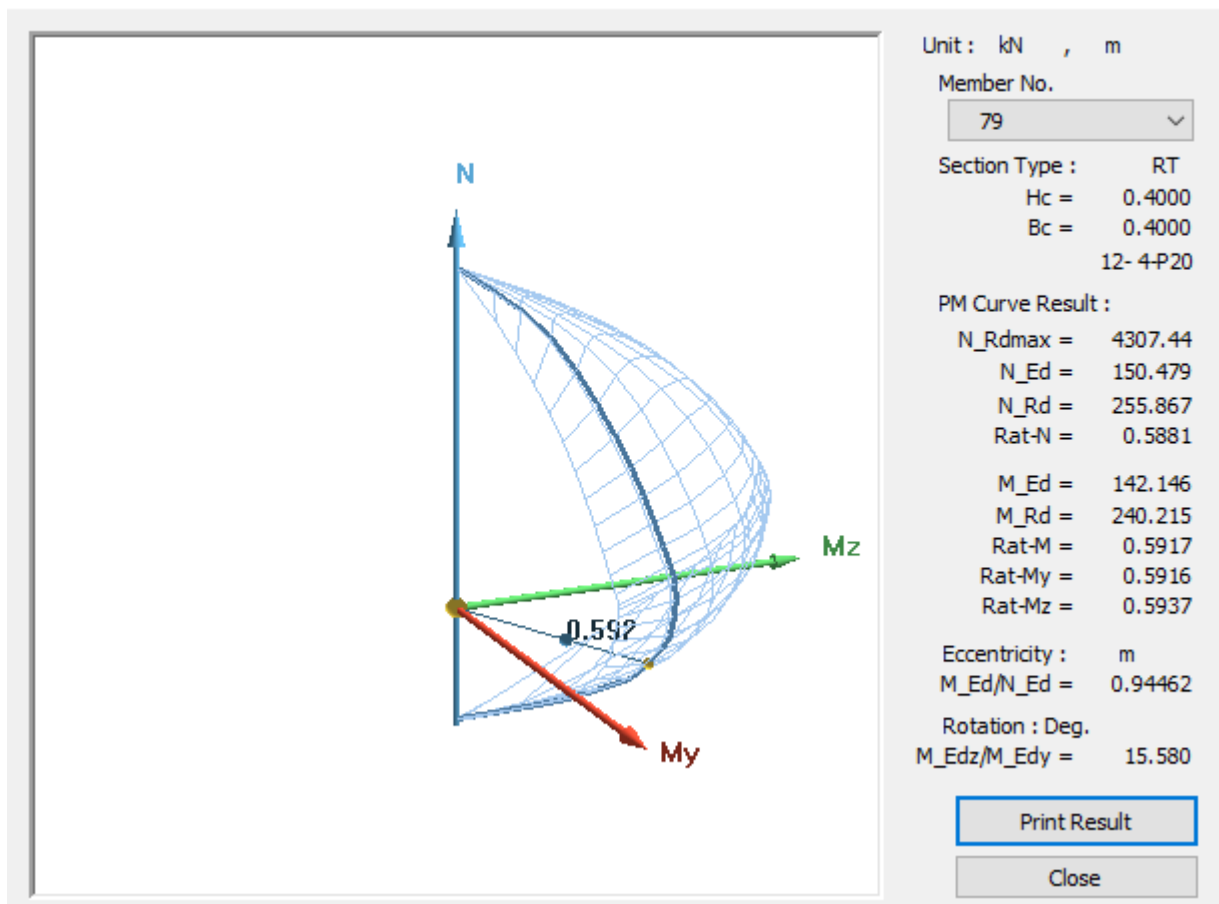 N
Mz
0.592
My
Unit : kN , m
Member No.
79
Section Type : RT
Hc = 0.4000
Bc = 0.4000
12- 4-P20
PM Curve Result :
N_Rdmax = 4307.44
N_Ed = 150.479
N_Rd = 255.867
Rat-N = 0.5881
M_Ed = 142.146
M_Rd = 240.215
Rat-M = 0.5917
Rat-My = 0.5916
Rat-Mz = 0.5937
Eccentricity : m
M_Ed/N_Ed = 0.94462
Rotation : Deg.
M_Edz/M_Edy = 15.580
Print Result
Close